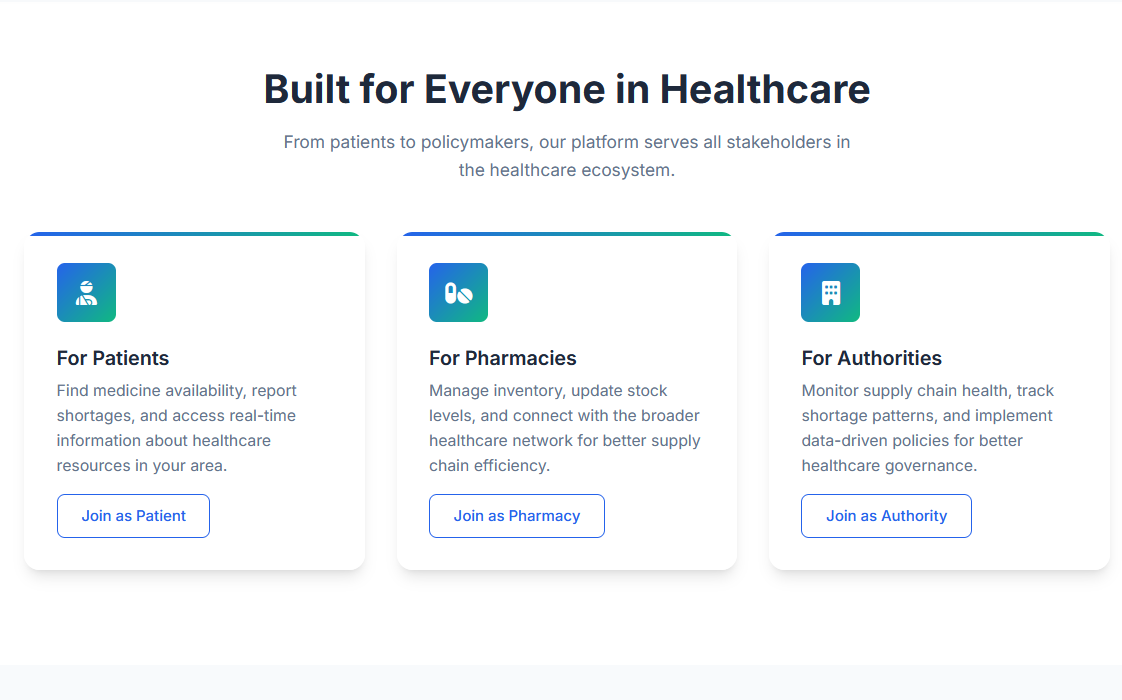 Built for Everyone in Healthcare
From patients to policymakers, our platform serves all stakeholders in
the healthcare ecosystem.
For Patients
Find medicine availability, report
shortages, and access real-time
information about healthcare
resources in your area.
Join as Patient
For Pharmacies
Manage inventory, update stock
levels, and connect with the broader
healthcare network for better supply
chain efficiency.
Join as Pharmacy
For Authorities
Monitor supply chain health, track
shortage patterns, and implement
data-driven policies for better
healthcare governance.
Join as Authority